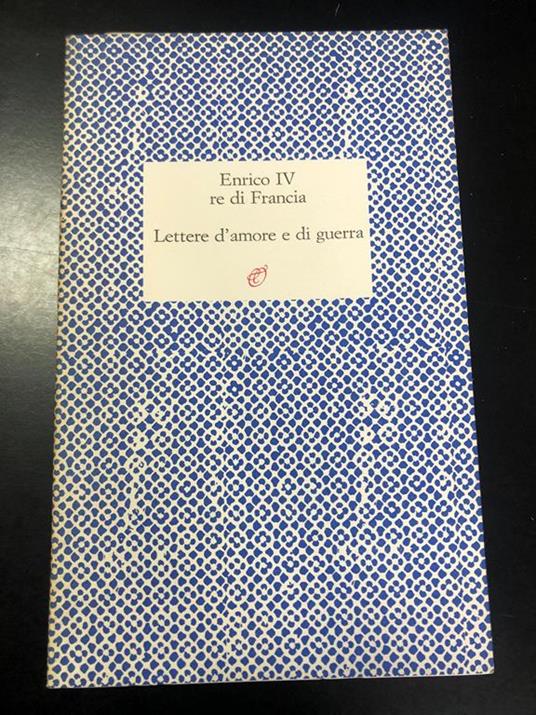 Enrico IV
re di Francia
Lettere d'amore e di guerra